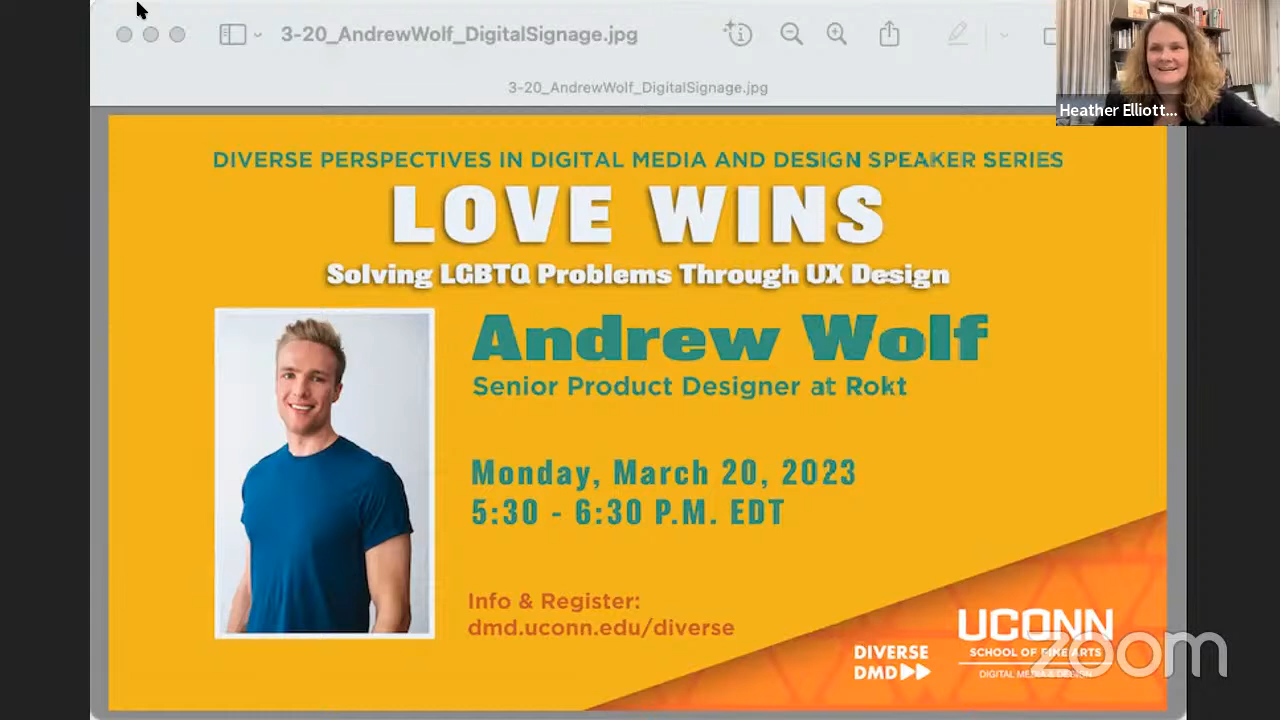 3-20_AndrewWolf_DigitalSignage.jpg
3-20_AndrewWolf_DigitalSignage.jpg
Heather Elliott...
DIVERSE PERSPECTIVES IN DIGITAL MEDIA AND DESIGN SPEAKER SERIES
LOVE WINS
Solving LGBTQ Problems Through UX Design
Andrew Wolf
Senior Product Designer at Rokt
Monday, March 20, 2023
5:30 - 6:30 P.M. EDT
Info & Register:
dmd.uconn.edu/diverse
DIVERSE
DMD
UCONN
SCHOOL OF FINE ARTS
DIGITAL MEDIA & DESIGN
zoom